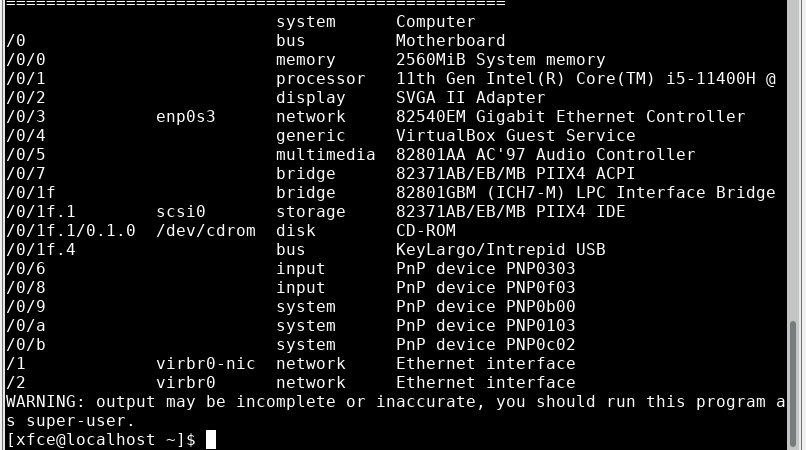 ==================================================
                           system      Computer
/0                         bus         Motherboard
/0/0                       memory      2560MiB System memory
/0/1                       processor   11th Gen Intel(R) Core(TM) i5-11400H @
/0/2                       display     SVGA II Adapter
/0/3           enp0s3      network     82540EM Gigabit Ethernet Controller
/0/4                       generic     VirtualBox Guest Service
/0/5                       multimedia  82801AA AC'97 Audio Controller
/0/7                       bridge      82371AB/EB/MB PIIX4 ACPI
/0/1f                      bridge      82801GBM (ICH7-M) LPC Interface Bridge
/0/1f.1        scsi0       storage     82371AB/EB/MB PIIX4 IDE
/0/1f.1/0.1.0  /dev/cdrom  disk        CD-ROM
/0/1f.4                    bus         KeyLargo/Intrepid USB
/0/6                       input       PnP device PNP0303
/0/8                       input       PnP device PNP0f03
/0/9                       system      PnP device PNP0b00
/0/a                       system      PnP device PNP0103
/0/b                       system      PnP device PNP0c02
/1             virbr0-nic  network     Ethernet interface
/2             virbr0      network     Ethernet interface
WARNING: output may be incomplete or inaccurate, you should run this program a
s super-user.
[xfce@localhost ~]$